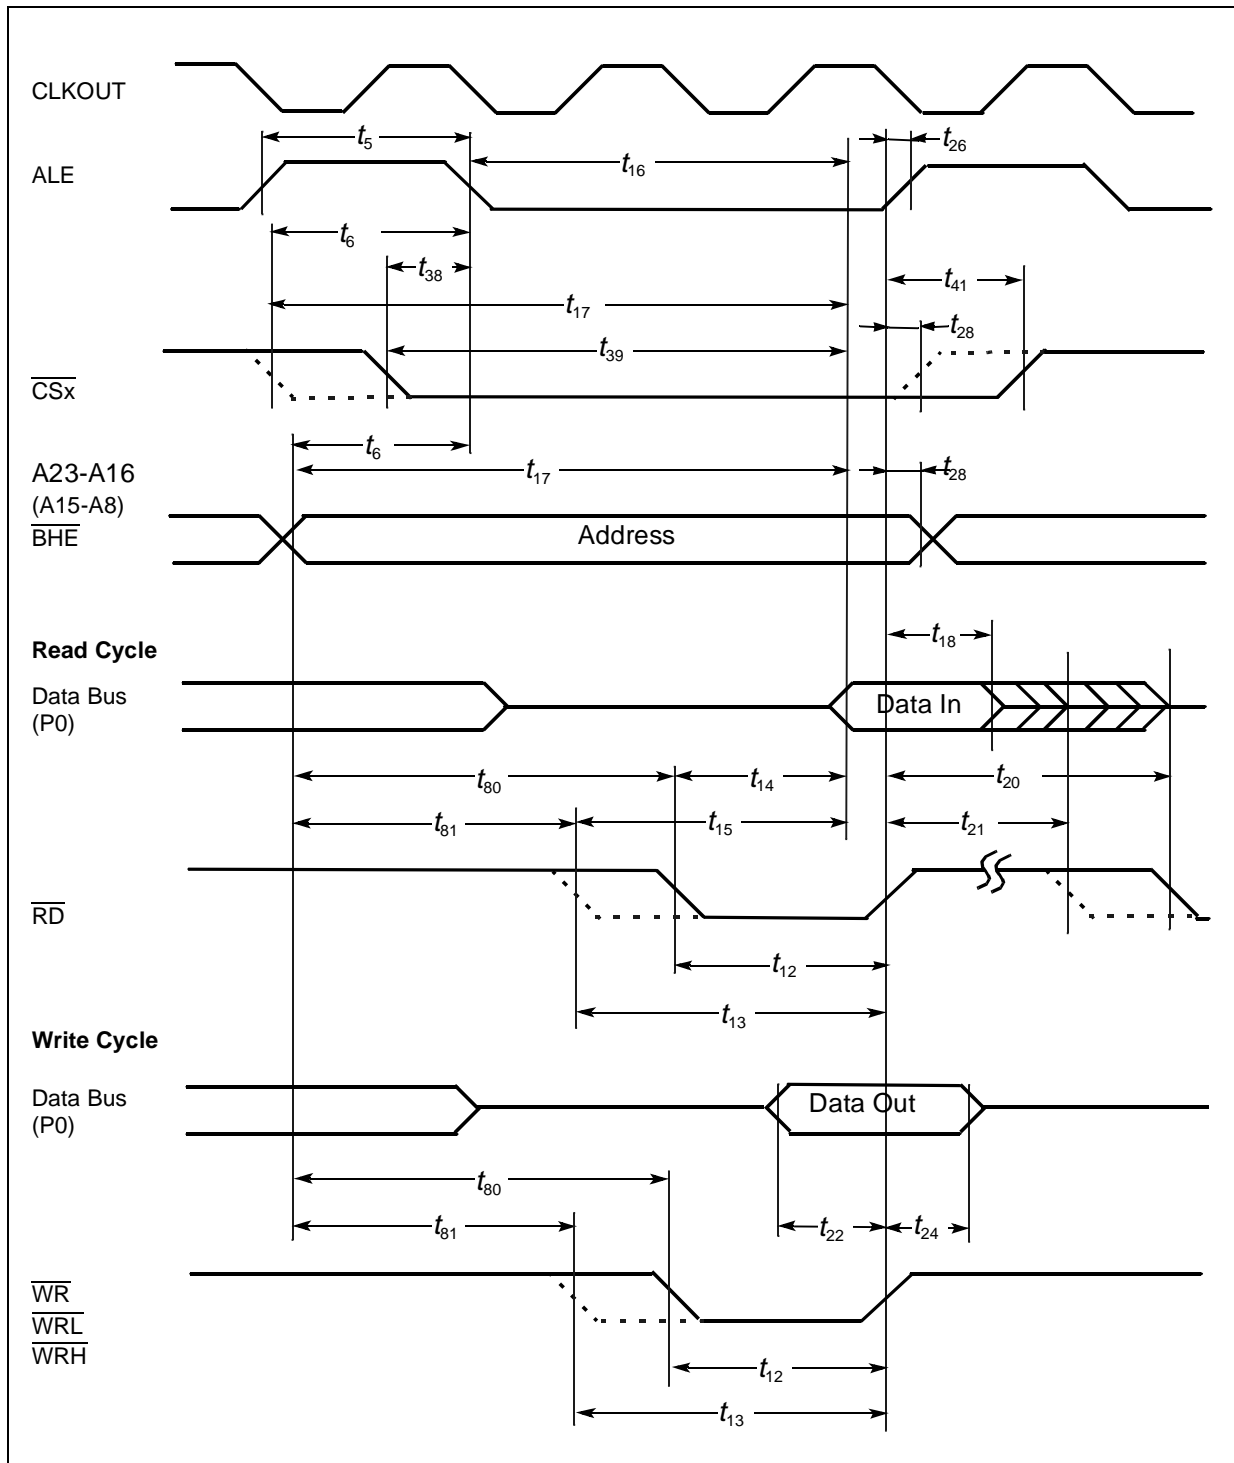 CLKOUT
t5
t26
ALE
t16
t6
t38
t41
t17
t28
t39
CSx
t6
A23-A16
t17
t28
(A15-A8)
BHE
Address
t18
Read Cycle
Data Bus
(P0)
Data In
t80
t14
t20
t81
t15
t21
RD
t12
t13
Write Cycle
Data Bus
(P0)
Data Out
t80
t81
t22
t24
WR
WRL
WRH
t12
t13